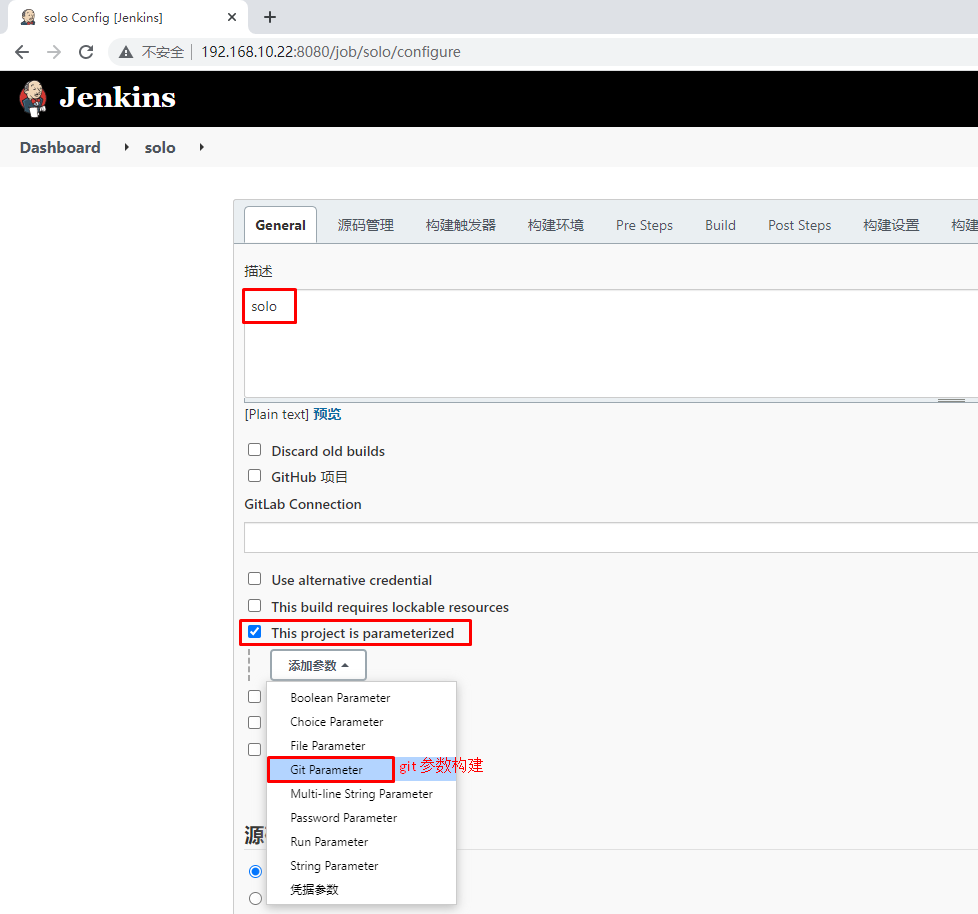 solo Config [Jenkins]
不安全 192.168.10.22:8080/job/solo/configure
Jenkins
Dashboard solo
General 源码管理 构建触发器 构建环境 Pre Steps Build Post Steps 构建设置 构建
描述
solo
[Plain text] 预览
Discard old builds
GitHub 项目
GitLab Connection
Use alternative credential
This build requires lockable resources
This project is parameterized
添加参数
Boolean Parameter
Choice Parameter
File Parameter
Git Parameter git 参数构建
Multi-line String Parameter
Password Parameter
Run Parameter
源
String Parameter
凭据参数